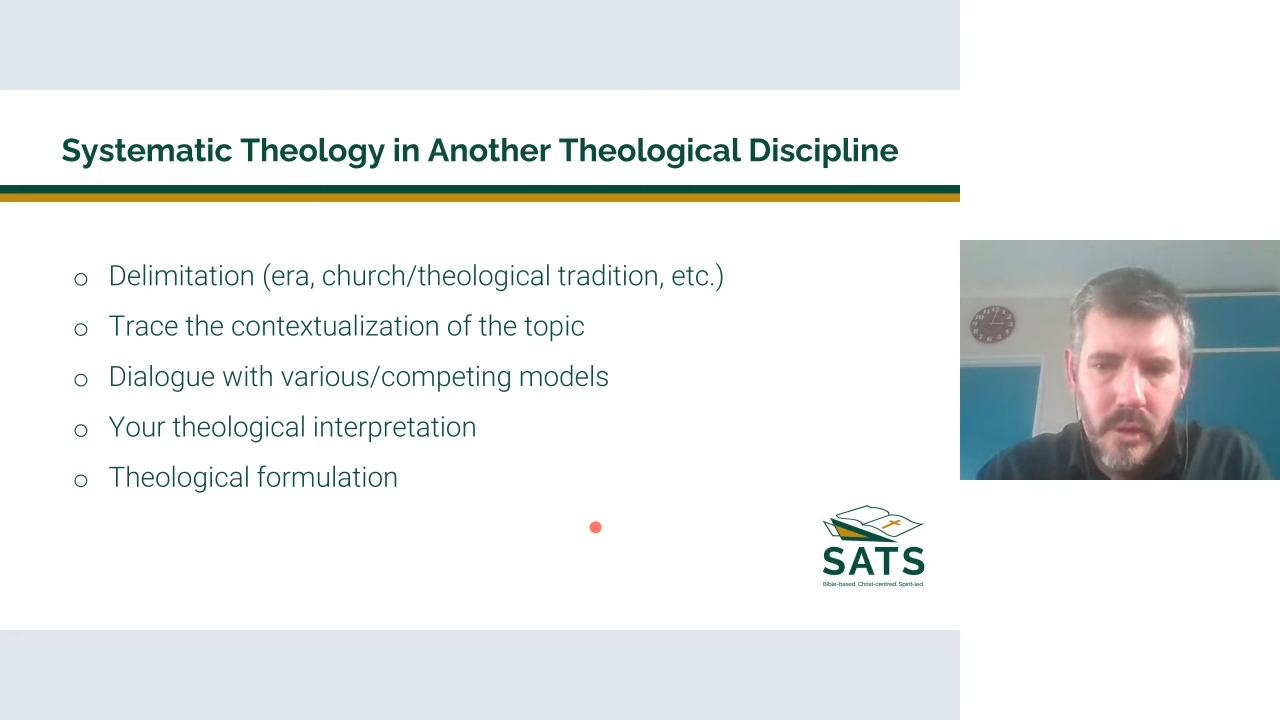 Systematic Theology in Another Theological Discipline
o Delimitation (era, church/theological tradition, etc.)
o Trace the contextualization of the topic
o Dialogue with various/competing models
o Your theological interpretation
o Theological formulation
SATS
Bible-based. Christ-centred. Spirit-led.